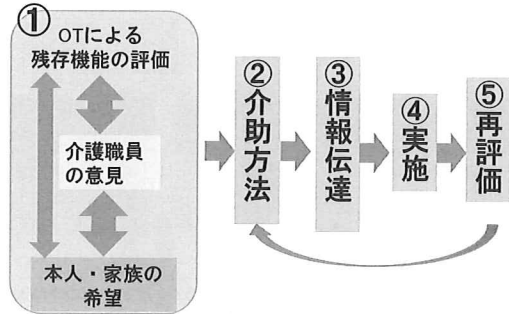 ①
OTによる
残存機能の評価
介護職員
の意見
本人・家族の
希望
②介助方法
③情報伝達
④実施
⑤再評価